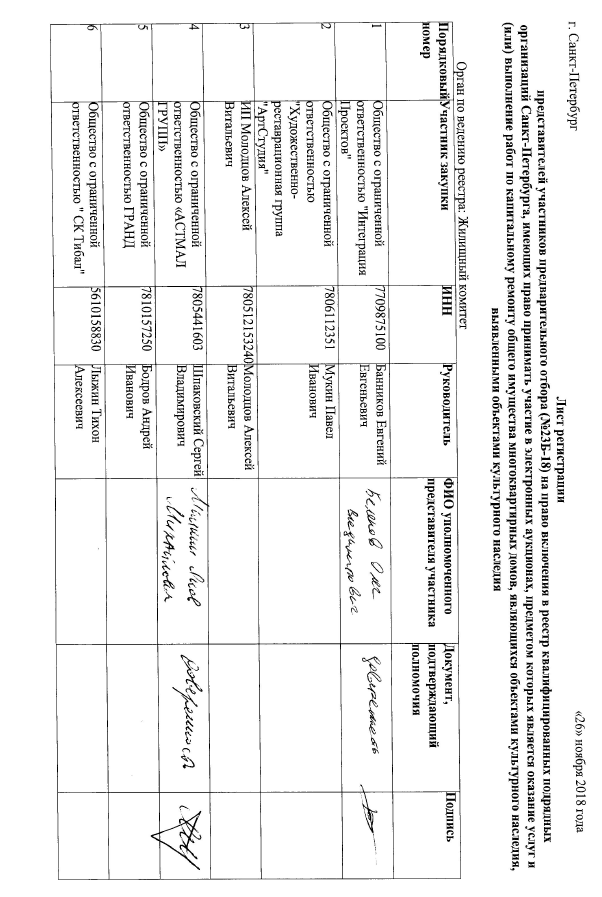 г. Санкт-Петербург
«26» ноября 2018 года
Лист регистрации
представителей участников предварительного отбора (№23Б-18) на право включения в реестр квалифицированных подрядных
организаций Санкт-Петербурга, имеющих право принимать участие в электронных аукционах, предметом которых является оказание услуг и
(или) выполнение работ по капитальному ремонту общего имущества многоквартирных домов, являющихся объектами культурного наследия,
выявленными объектами культурного наследия
Орган по ведению реестра: Жилищный комитет
Порядковый номер
Участник закупки
ИНН
Руководитель
ФИО уполномоченного представителя участника
Документ, подтверждающий полномочия
Подпись
1
Общество с ограниченной
ответственностью "Интеграция
Проектов"
7709875100
Банников Евгений
Евгеньевич
Владимирович
доверенность
2
Общество с ограниченной
ответственностью
"Художественно-
реставрационная группа
"АртСтудия"
7806112351
Мукин Павел
Иванович
3
ИП Молодцов Алексей
Витальевич
780512153240
Молодцов Алексей
Витальевич
4
Общество с ограниченной
ответственностью «АСТМАЛ
ГРУПП»
7805441603
Шпаковский Сергей
Владимирович
Михайлович
доверенность
5
Общество с ограниченной
ответственностью ГРАНД
7810157250
Бодров Андрей
Иванович
6
Общество с ограниченной
ответственностью " СК Тибал"
5610158830
Лыжин Тихон
Алексеевич